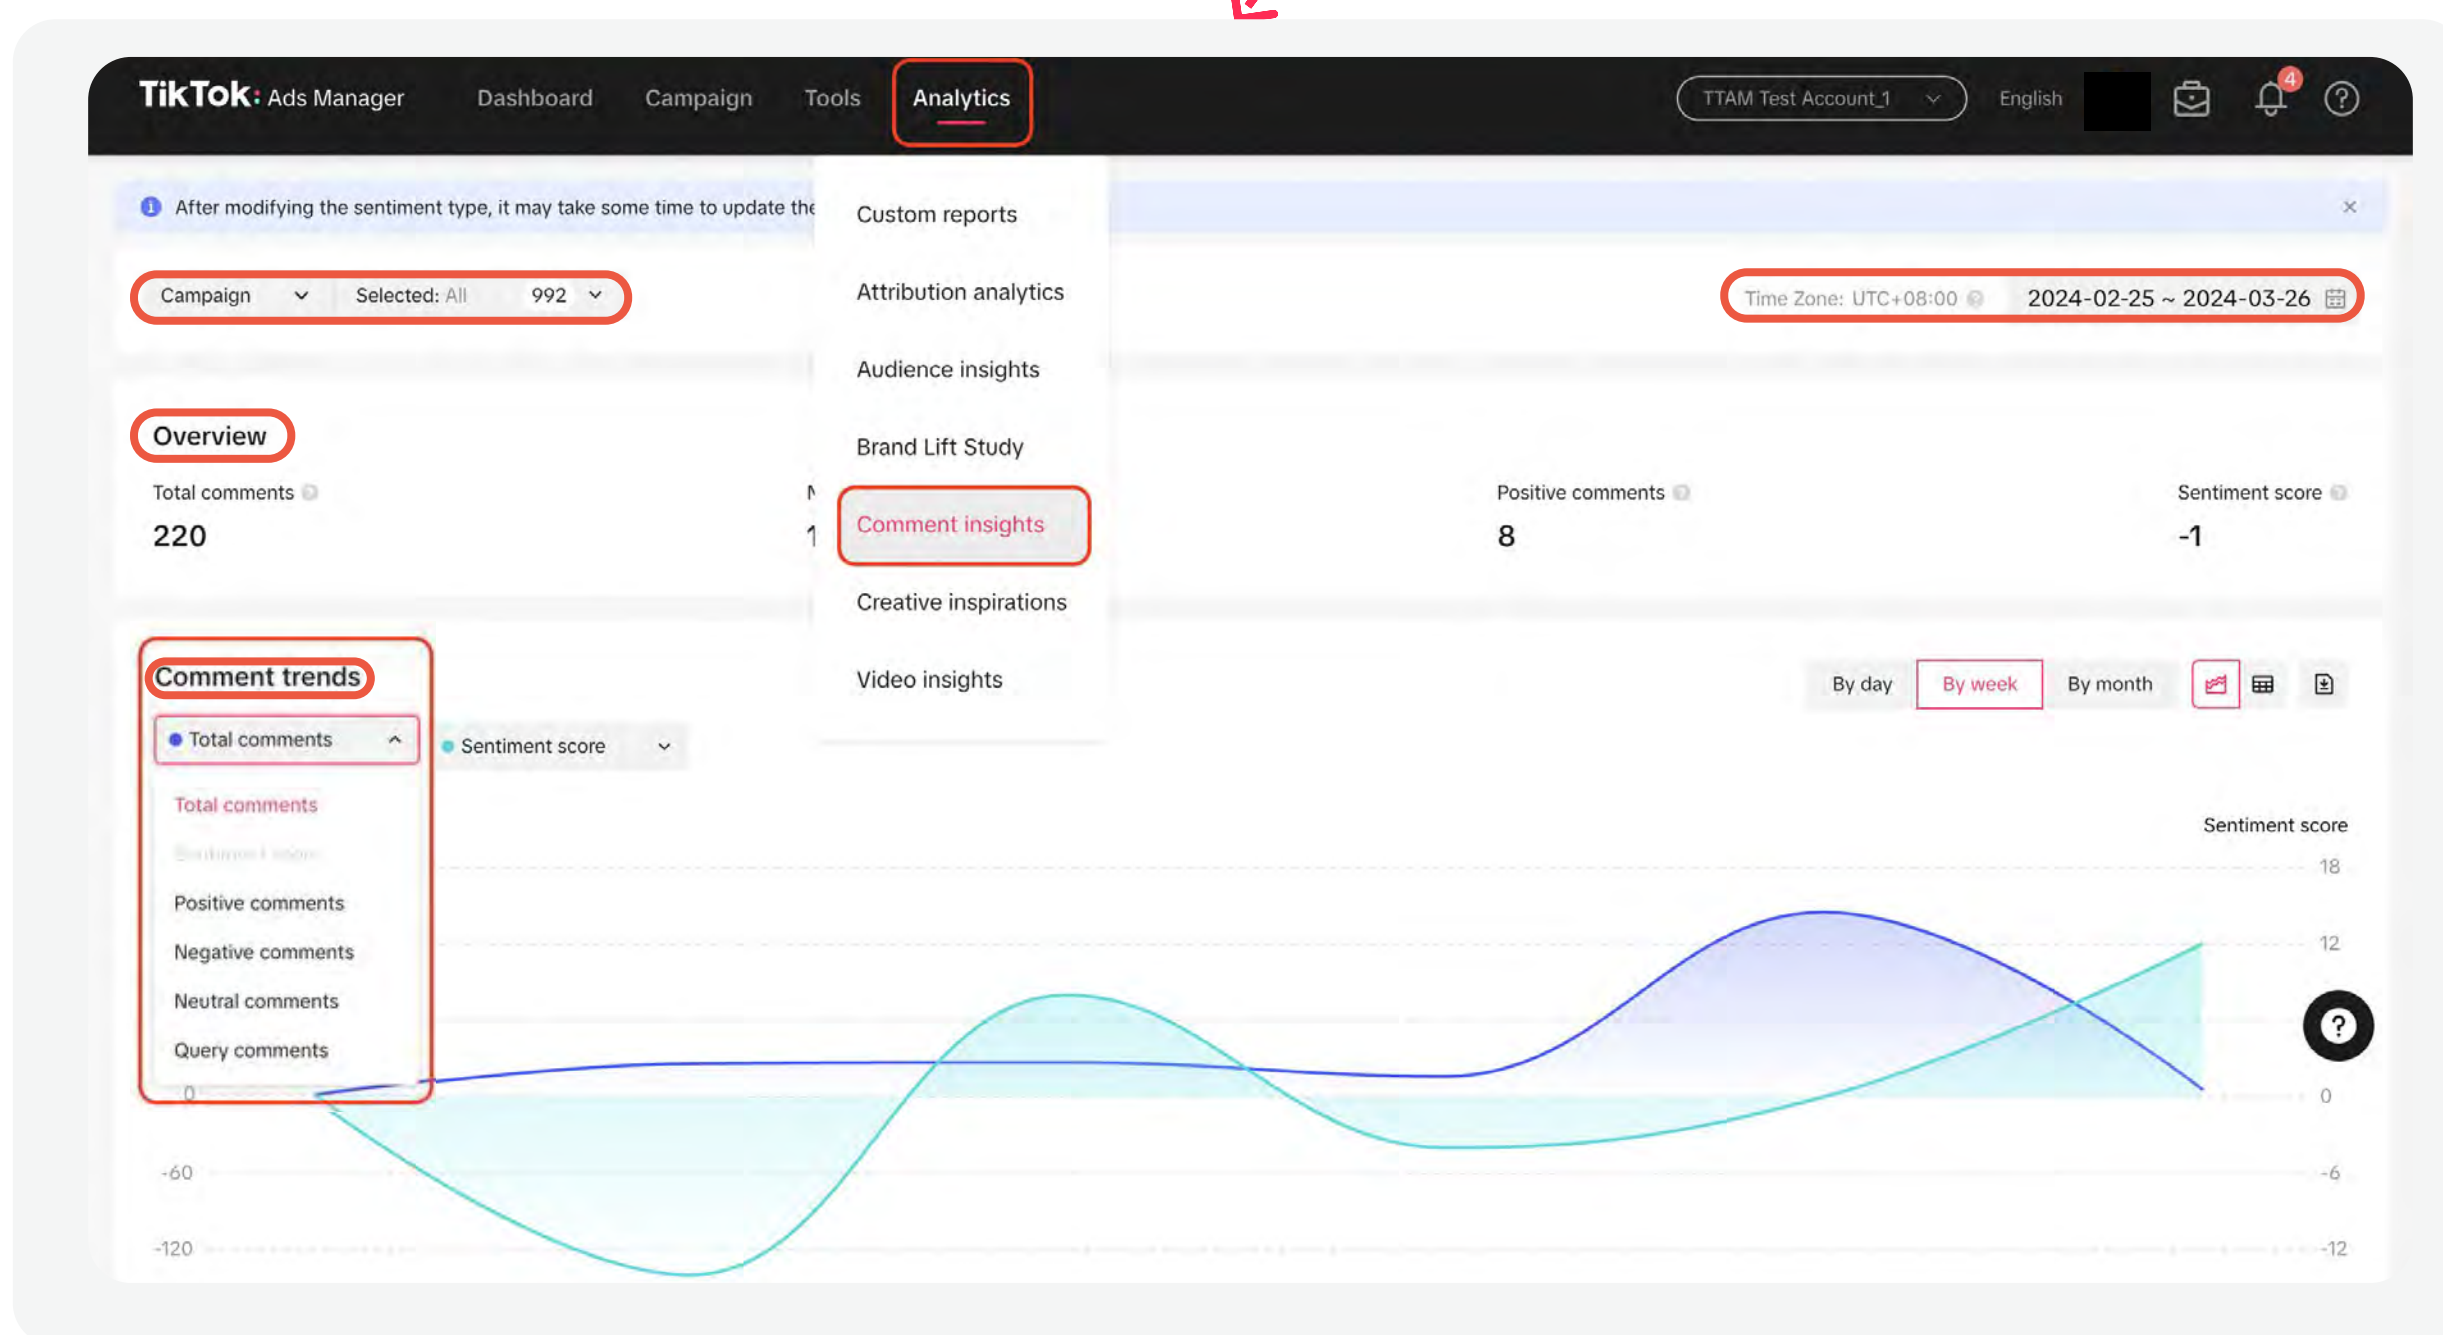 TikTok: Ads Manager
Dashboard
Campaign
Tools
Analytics
TTAM Test Account_1
English
4
After modifying the sentiment type, it may take some time to update the
Custom reports
Attribution analytics
Audience insights
Brand Lift Study
Comment insights
Creative inspirations
Video insights
Campaign
Selected: All
992
Time Zone: UTC+08:00
2024-02-25 ~ 2024-03-26
Overview
Total comments
220
Positive comments
8
Sentiment score
-1
Comment trends
By day
By week
By month
Total comments
Sentiment score
Total comments
Sentiment score
Positive comments
Negative comments
Neutral comments
Query comments
0
-60
-120
Sentiment score
18
12
0
-6
-12